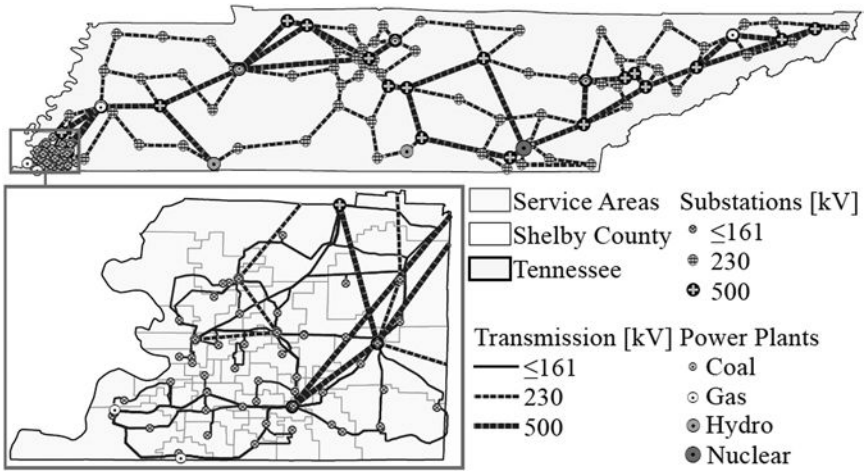 Service Areas
Shelby County
Tennessee
Substations [kV]
≤161
230
500
Transmission [kV]
≤161
230
500
Power Plants
Coal
Gas
Hydro
Nuclear